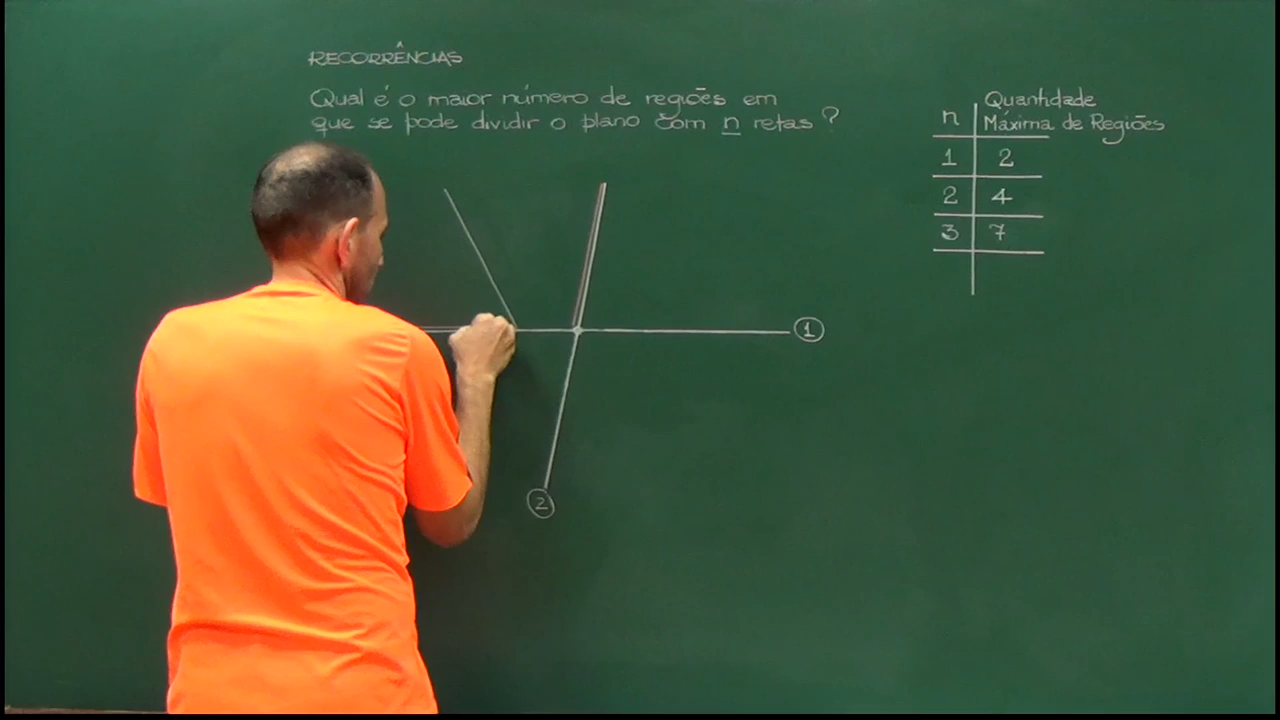 RECORRÊNCIAS
Qual é o maior número de regiões em
que se pode dividir o plano com n retas?
n Quantidade
Máxima de Regiões
1 2
2 4
3 7
1
2